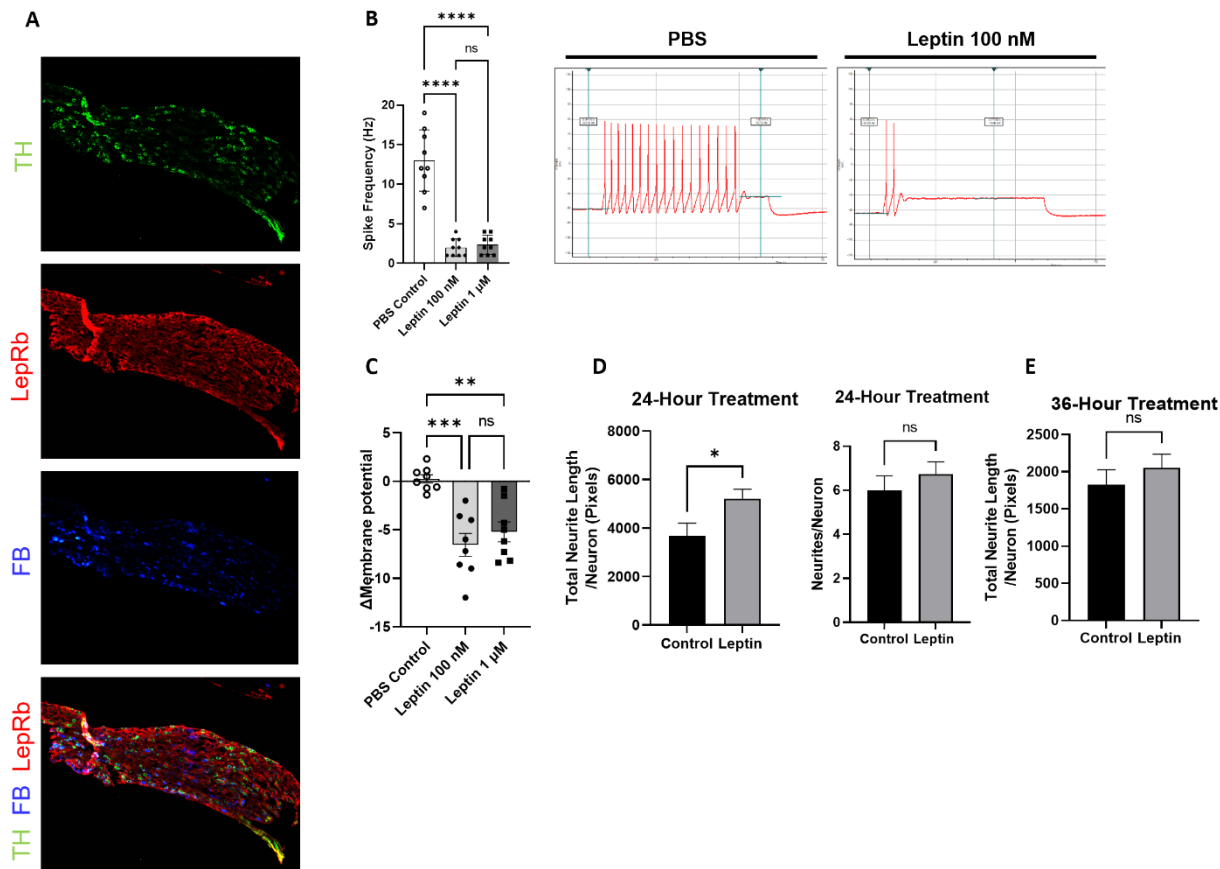 A
TH
LepRb
FB
TH FB LepRb
B
Spike Frequency (Hz)
20
15
10
5
0
****
ns
****
PBS Control
Leptin 100 nM
Leptin 1 µM
PBS
Leptin 100 nM
C
ΔMembrane potential
5
0
-5
-10
-15
**
***
ns
PBS Control
Leptin 100 nM
Leptin 1 µM
D
24-Hour Treatment
Total Neurite Length
/Neuron (Pixels)
8000
6000
4000
2000
0
*
Control Leptin
24-Hour Treatment
Neurites/Neuron
8
6
4
2
0
ns
Control Leptin
E
36-Hour Treatment
Total Neurite Length
/Neuron (Pixels)
2500
2000
1500
1000
500
0
ns
Control Leptin